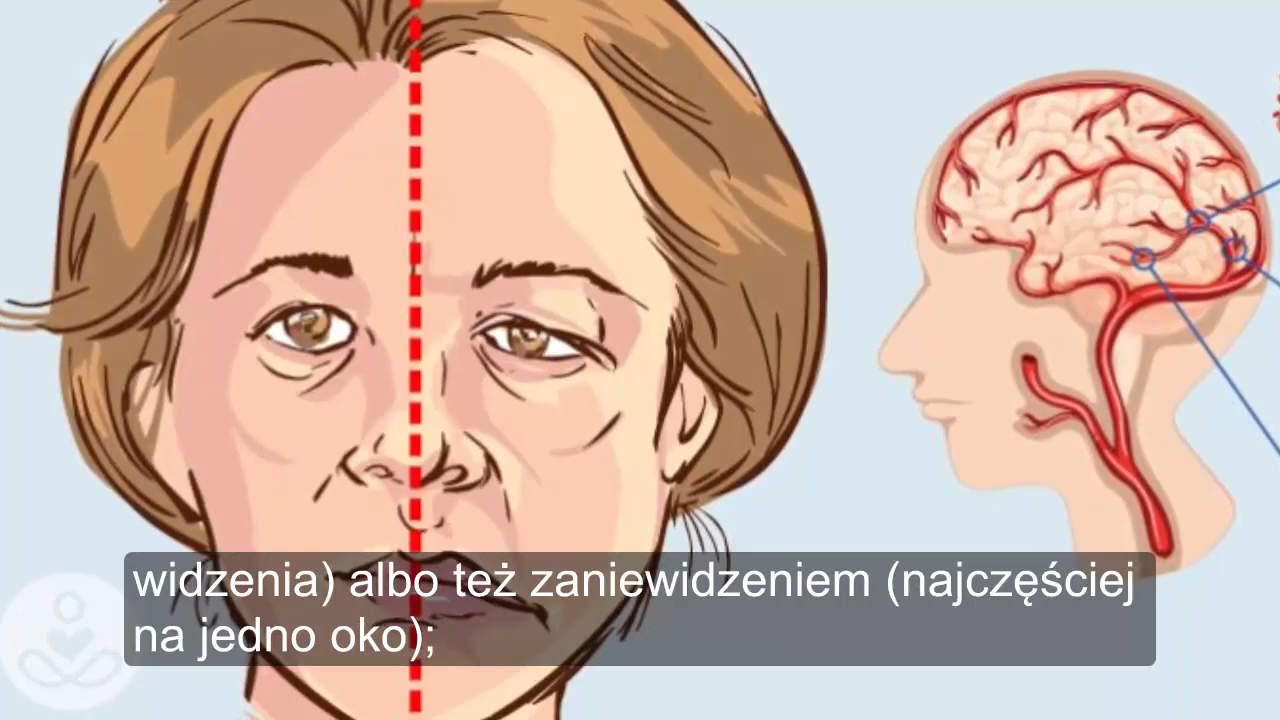 widzenia) albo też zaniewidzeniem (najczęściej
na jedno oko);